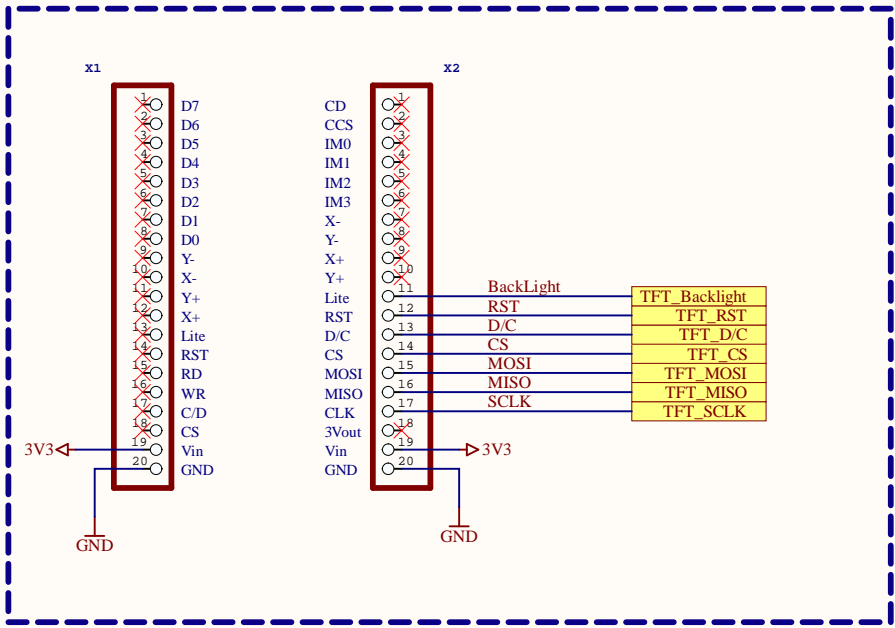 X1
1 D7
2 D6
3 D5
4 D4
5 D3
6 D2
7 D1
8 D0
9 Y-
10 X-
11 Y+
12 X+
13 Lite
14 RST
15 RD
16 WR
17 C/D
18 CS
3V3 19 Vin
20 GND
GND
X2
CD 1
CCS 2
IM0 3
IM1 4
IM2 5
IM3 6
X- 7
Y- 8
X+ 9
Y+ 10
Lite 11 BackLight TFT_Backlight
RST 12 RST TFT_RST
D/C 13 D/C TFT_D/C
CS 14 CS TFT_CS
MOSI 15 MOSI TFT_MOSI
MISO 16 MISO TFT_MISO
CLK 17 SCLK TFT_SCLK
3Vout 18
Vin 19 3V3
GND 20
GND